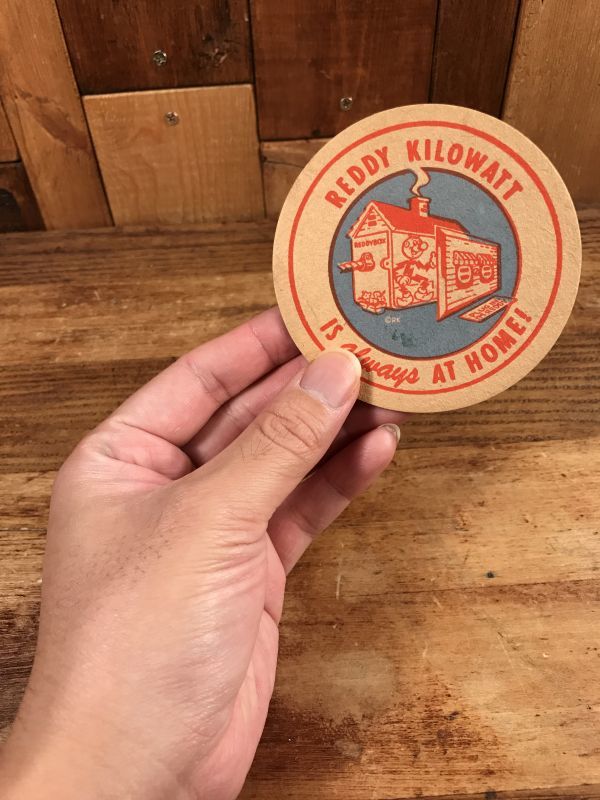 REDDY KILOWATT
REDDYBOX
©RK
IS always AT HOME!